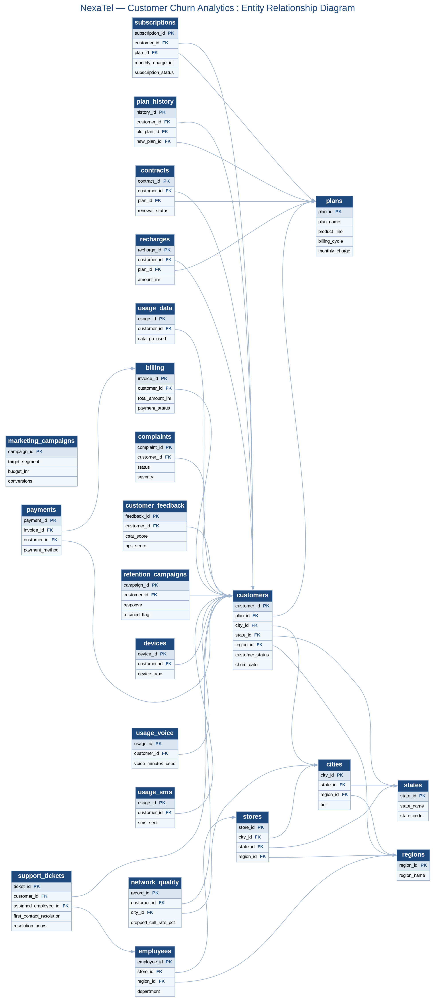 NexaTel — Customer Churn Analytics : Entity Relationship Diagram
subscriptions
subscription_id PK
customer_id FK
plan_id FK
monthly_charge_inr
subscription_status
plan_history
history_id PK
customer_id FK
old_plan_id FK
new_plan_id FK
contracts
contract_id PK
customer_id FK
plan_id FK
renewal_status
plans
plan_id PK
plan_name
product_line
billing_cycle
monthly_charge
recharges
recharge_id PK
customer_id FK
plan_id FK
amount_inr
usage_data
usage_id PK
customer_id FK
data_gb_used
billing
invoice_id PK
customer_id FK
total_amount_inr
payment_status
marketing_campaigns
campaign_id PK
target_segment
budget_inr
conversions
complaints
complaint_id PK
customer_id FK
status
severity
payments
payment_id PK
invoice_id FK
customer_id FK
payment_method
customer_feedback
feedback_id PK
customer_id FK
csat_score
nps_score
retention_campaigns
campaign_id PK
customer_id FK
response
retained_flag
customers
customer_id PK
plan_id FK
city_id FK
state_id FK
region_id FK
customer_status
churn_date
devices
device_id PK
customer_id FK
device_type
usage_voice
usage_id PK
customer_id FK
voice_minutes_used
cities
city_id PK
state_id FK
region_id FK
tier
states
state_id PK
state_name
state_code
usage_sms
usage_id PK
customer_id FK
sms_sent
stores
store_id PK
city_id FK
state_id FK
region_id FK
regions
region_id PK
region_name
support_tickets
ticket_id PK
customer_id FK
assigned_employee_id FK
first_contact_resolution
resolution_hours
network_quality
record_id PK
customer_id FK
city_id FK
dropped_call_rate_pct
employees
employee_id PK
store_id FK
region_id FK
department